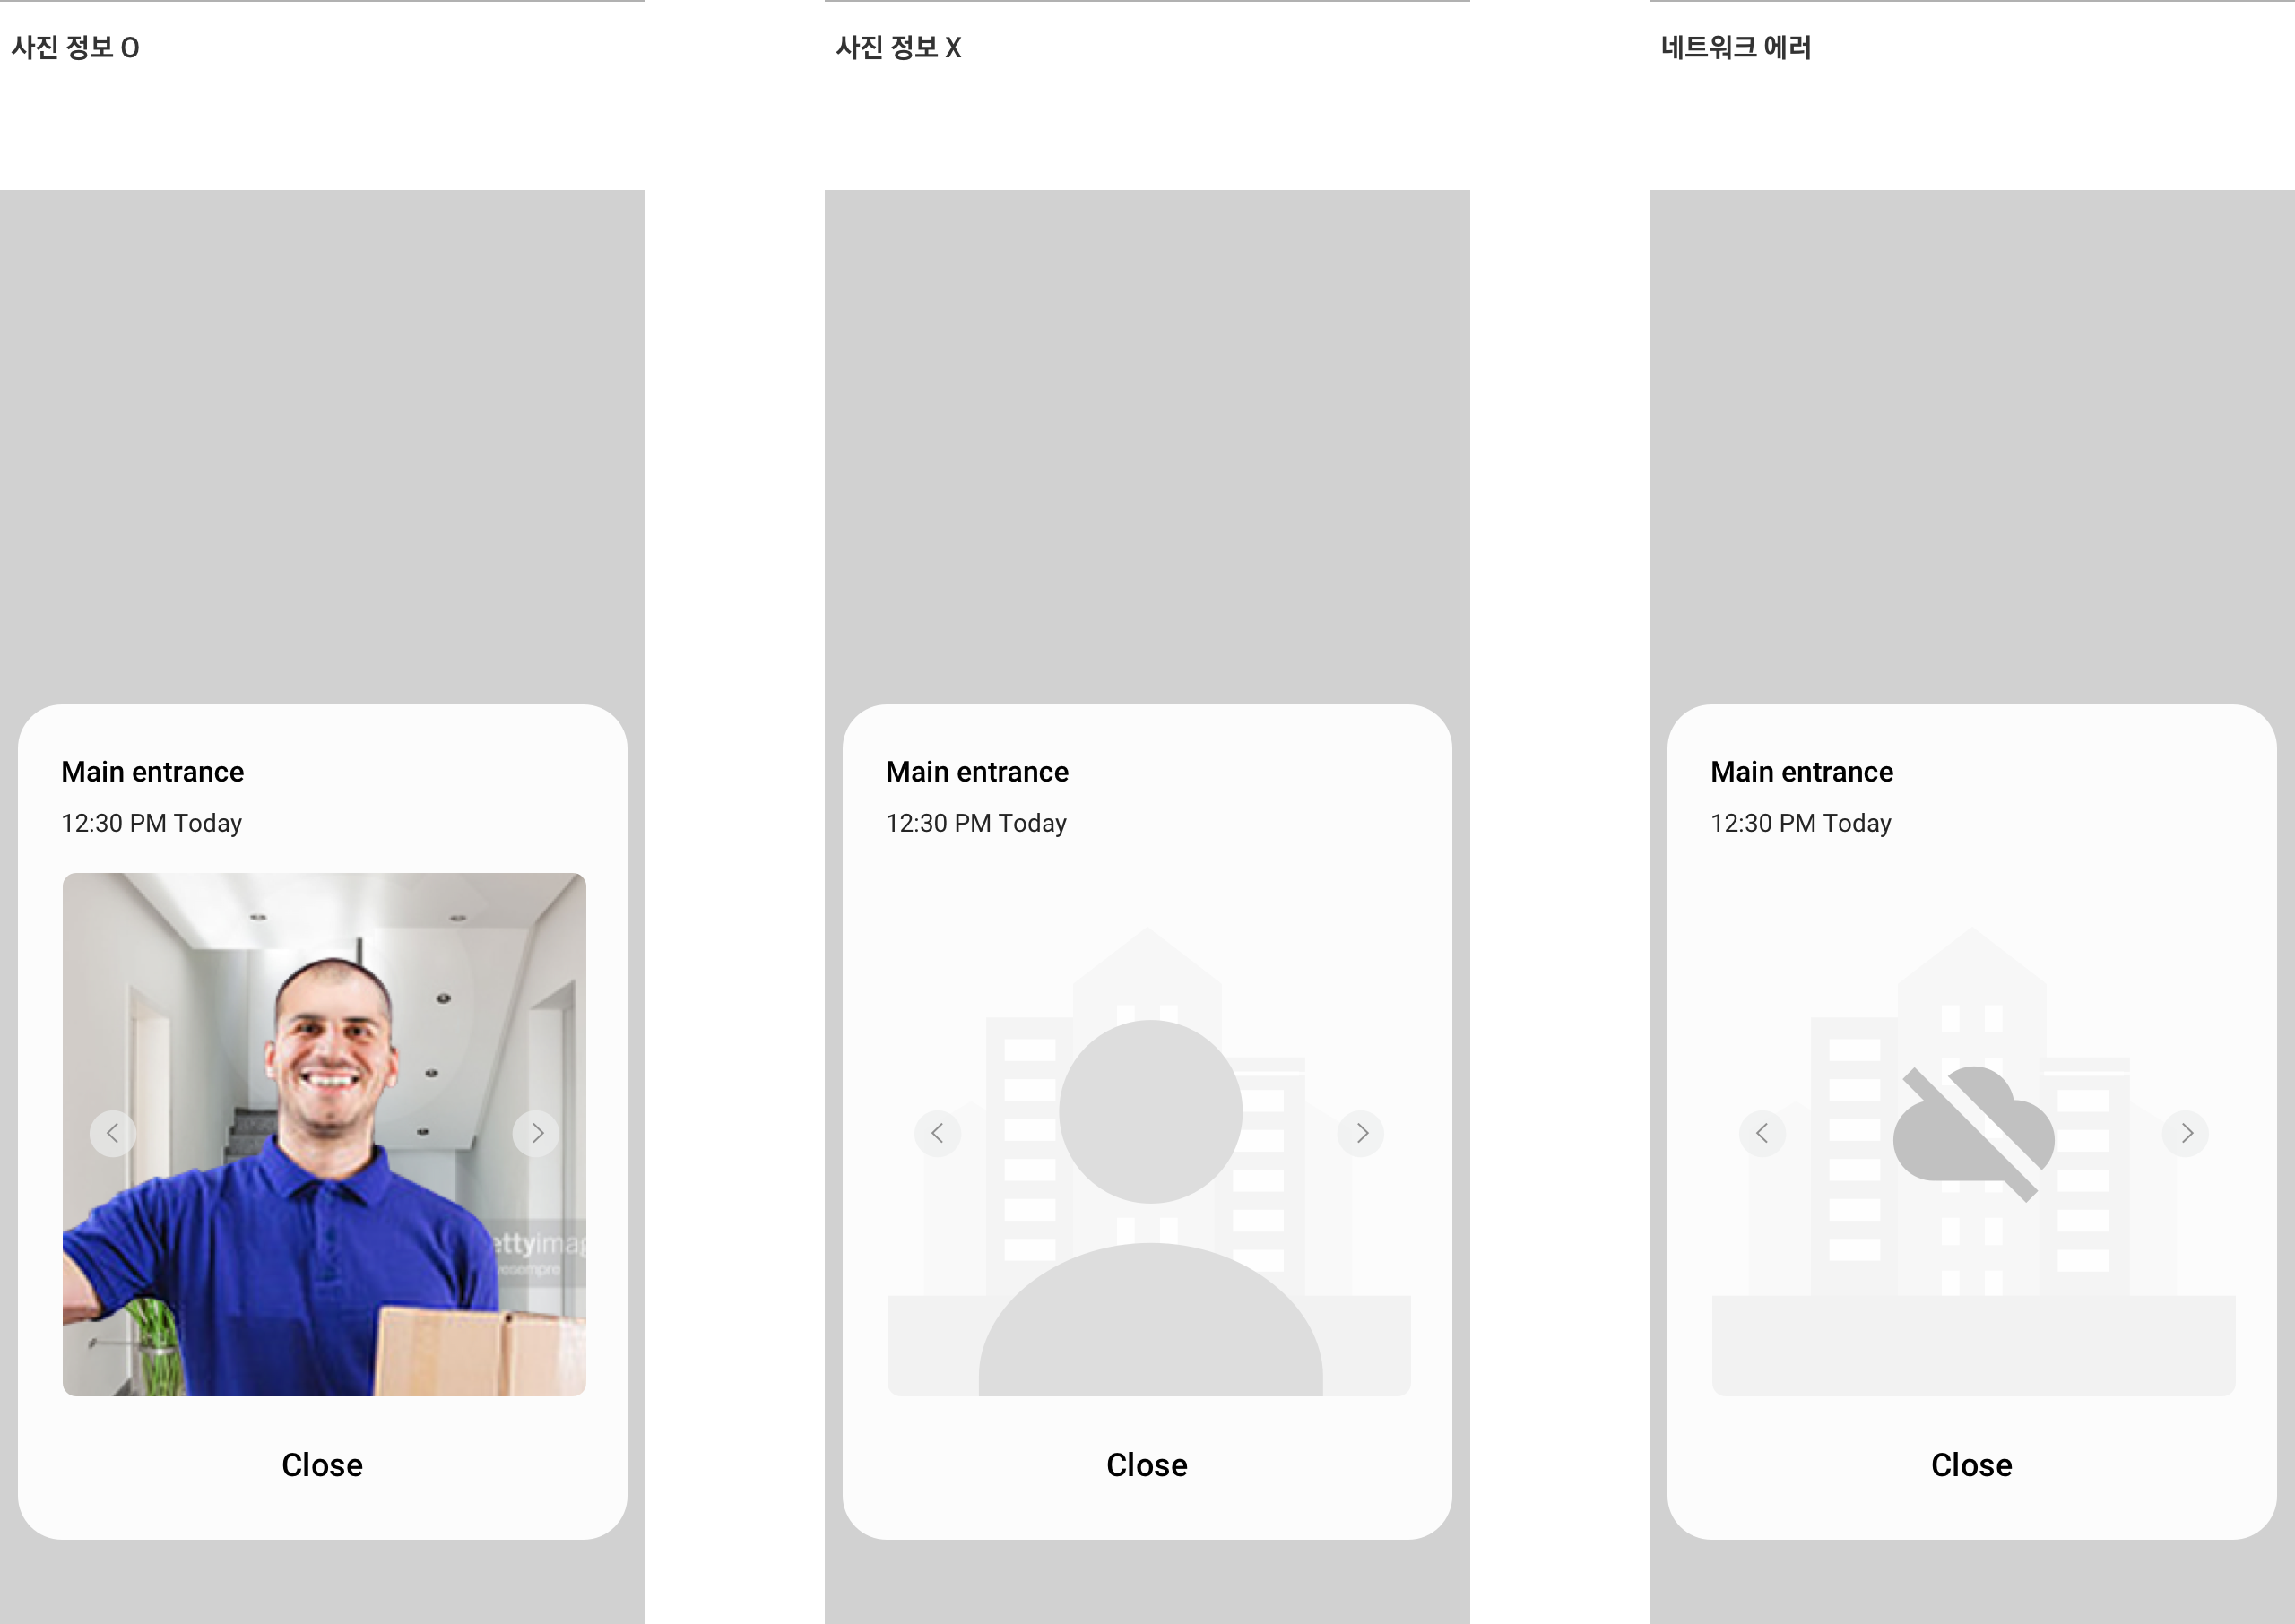 사진 정보 O
사진 정보 X
네트워크 에러
Main entrance
12:30 PM Today
ettyimag
vesempre
Close
Main entrance
12:30 PM Today
Close
Main entrance
12:30 PM Today
Close